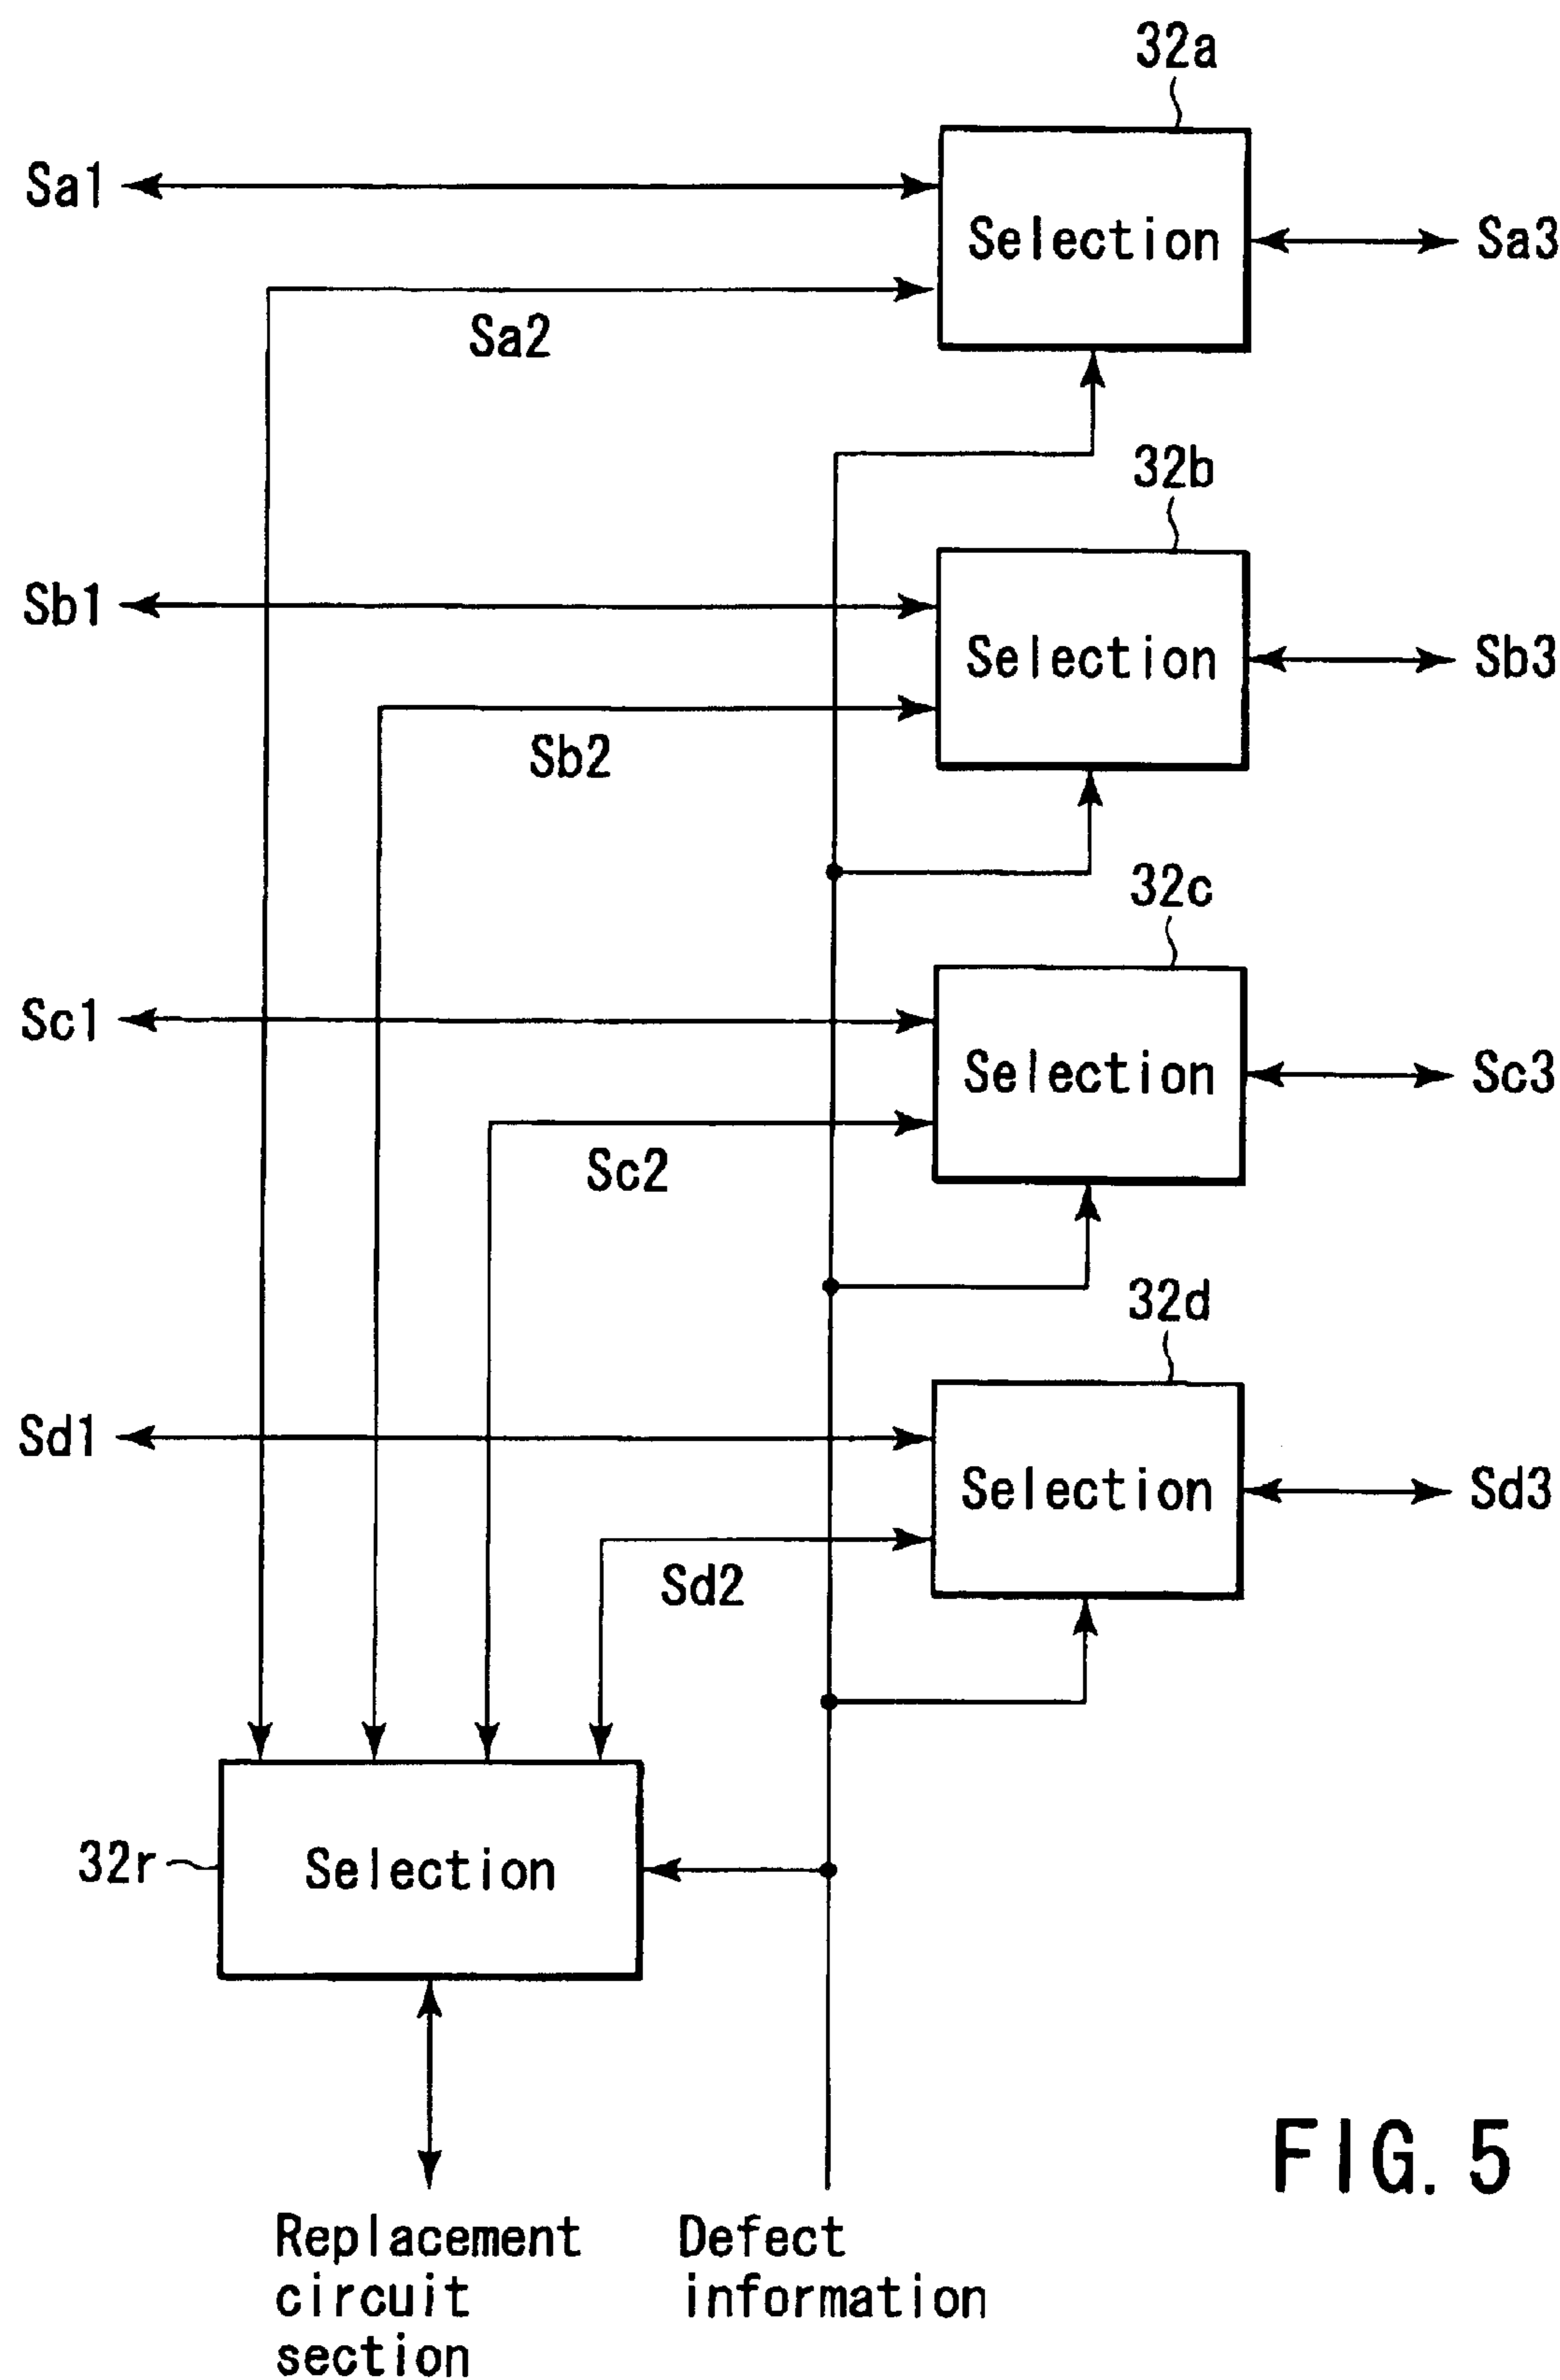 32a
Sa1
Selection
Sa3
Sa2
32b
Sb1
Selection
Sb3
Sb2
32c
Sc1
Selection
Sc3
Sc2
32d
Sd1
Selection
Sd3
Sd2
32r
Selection
Replacement
circuit
section
Defect
information
FIG. 5